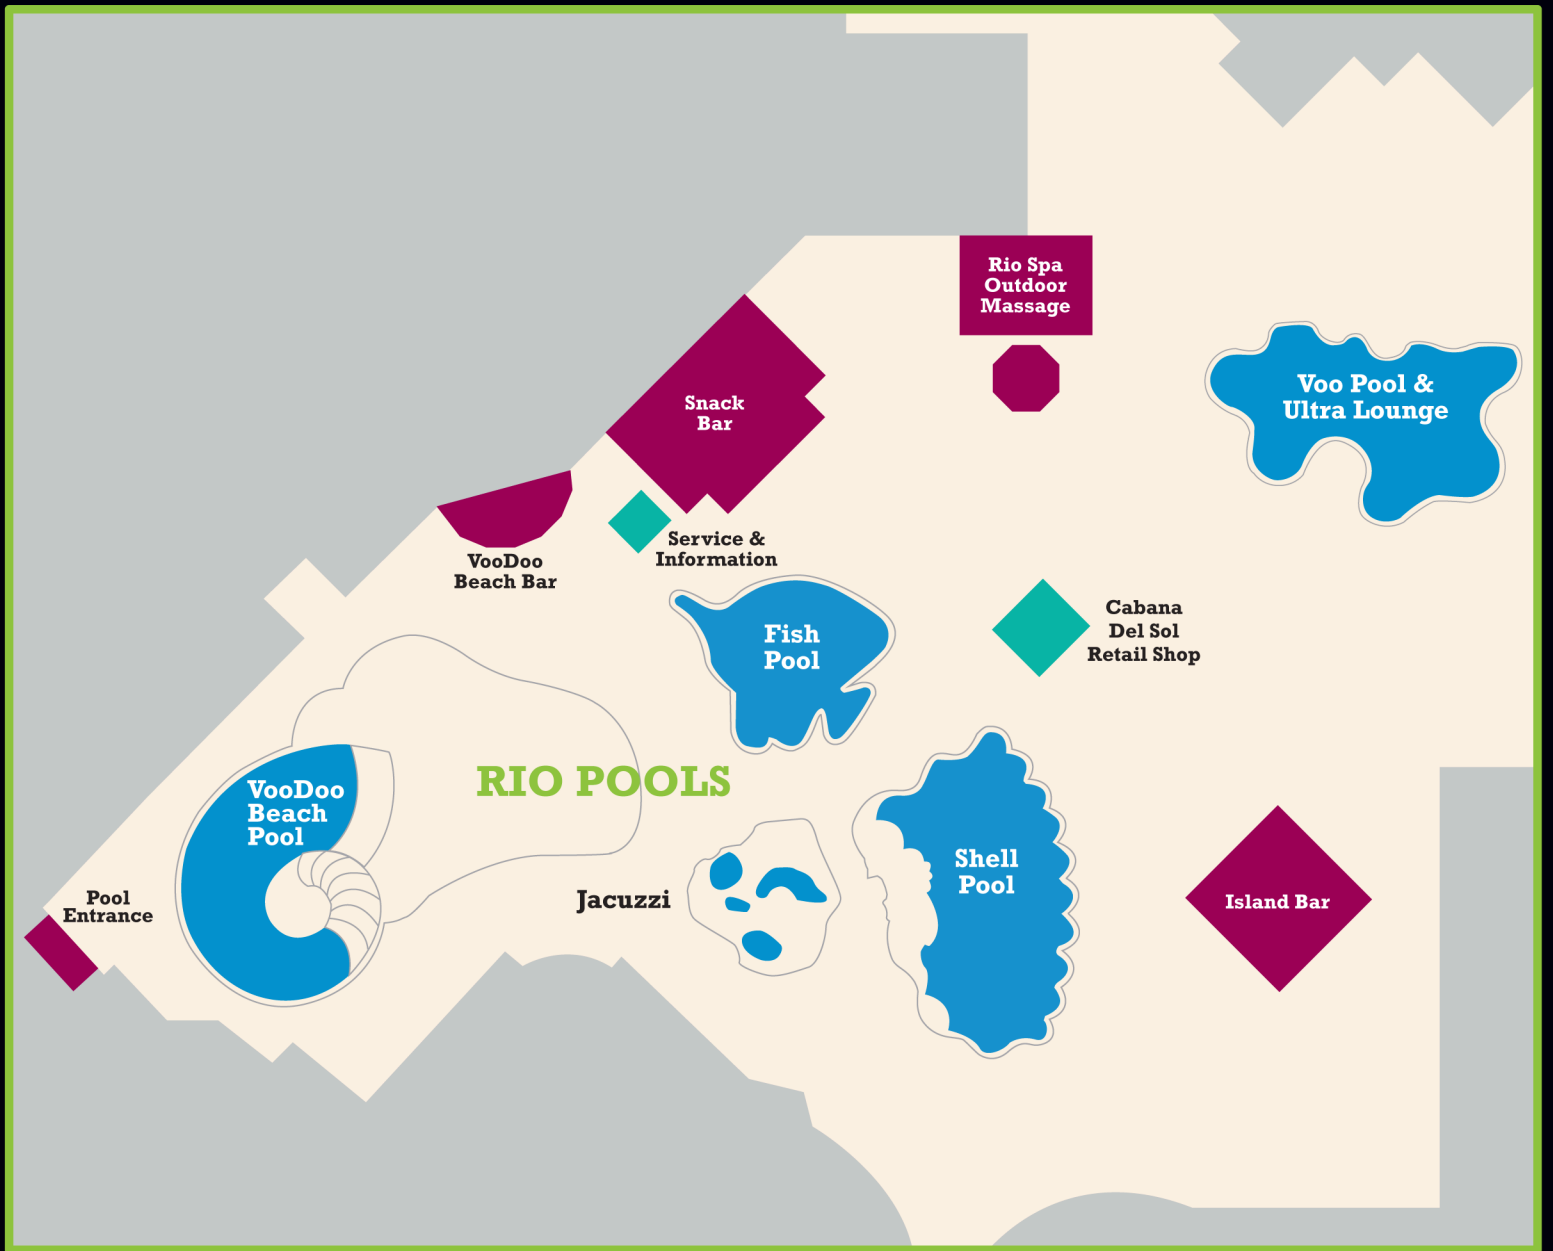 Rio Spa
Outdoor
Massage
Snack
Bar
Voo Pool &
Ultra Lounge
VooDoo
Beach Bar
Service &
Information
Fish
Pool
Cabana
Del Sol
Retail Shop
RIO POOLS
VooDoo
Beach
Pool
Shell
Pool
Jacuzzi
Island Bar
Pool
Entrance